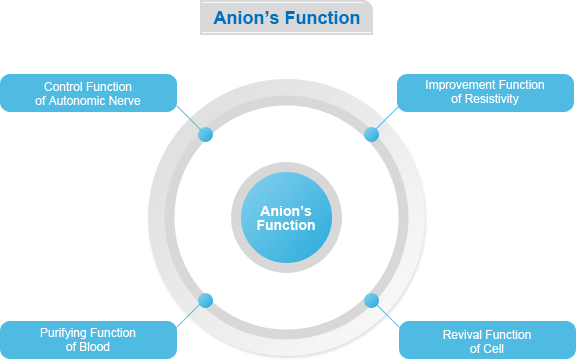 Anion's Function
Control Function
of Autonomic Nerve
Improvement Function
of Resistivity
Anion's
Function
Purifying Function
of Blood
Revival Function
of Cell